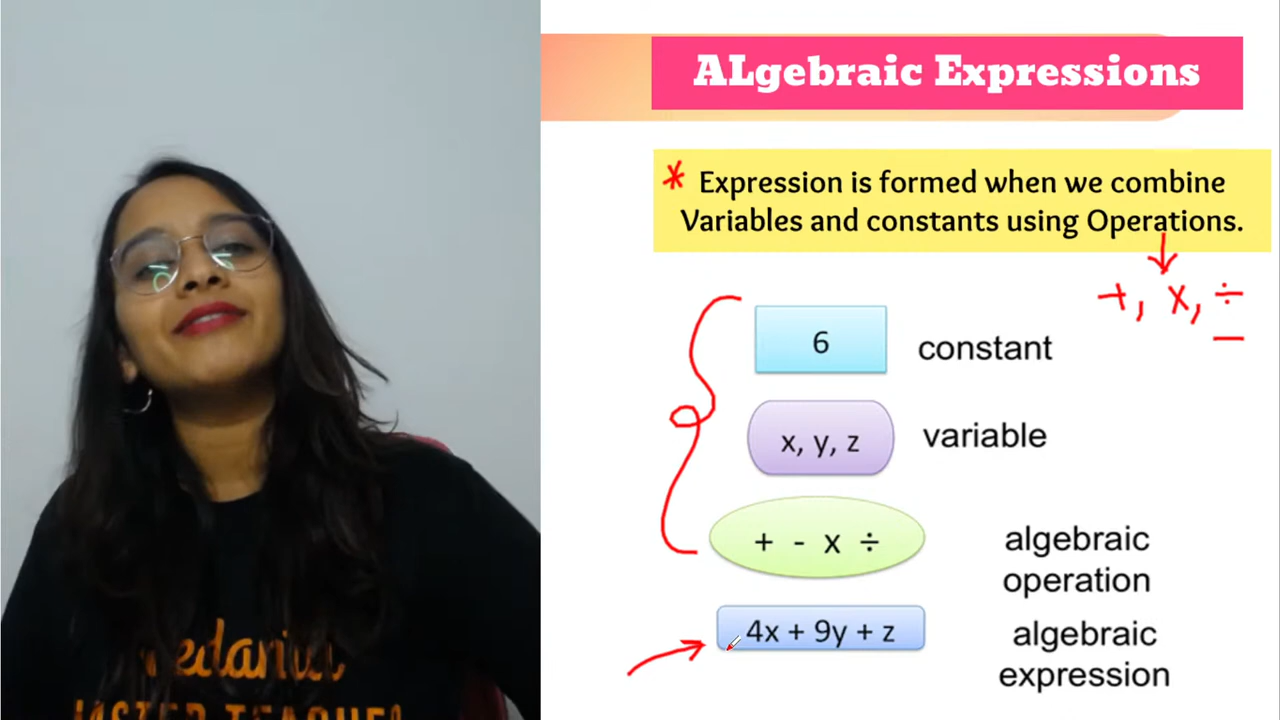 ALgebraic Expressions
* Expression is formed when we combine
Variables and constants using Operations.
+, x, ÷
−
6
constant
x, y, z
variable
+ - x ÷
algebraic
operation
4x + 9y + z
algebraic
expression